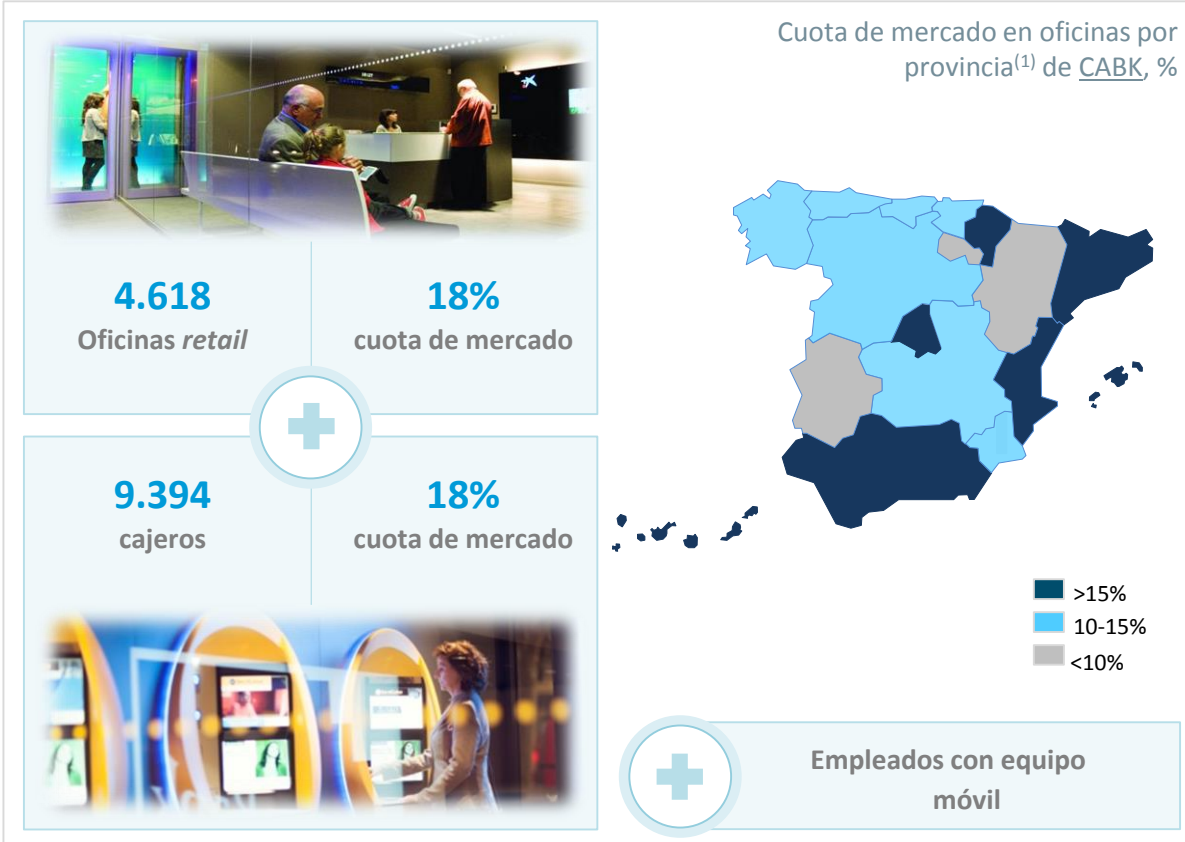 Cuota de mercado en oficinas por
provincia(1) de CABK, %
4.618
Oficinas retail
18%
cuota de mercado
9.394
cajeros
18%
cuota de mercado
>15%
10-15%
<10%
Empleados con equipo
móvil